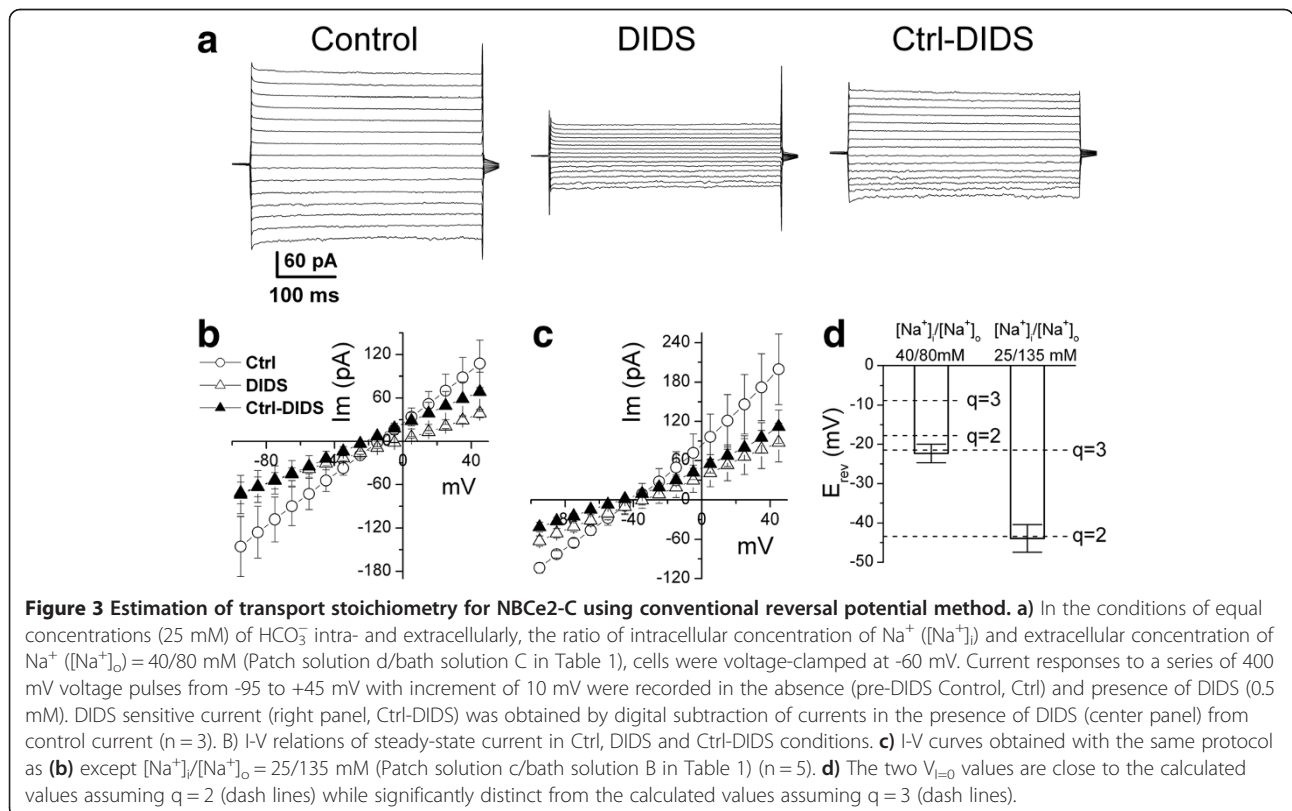 a Control DIDS Ctrl-DIDS
60 pA
100 ms
b
Im (pA)
Ctrl
DIDS
Ctrl-DIDS
120
60
-60
-120
-180
-80
-40
0
40
mV
c
Im (pA)
240
180
120
60
-60
-120
-80
-40
0
40
mV
d
[Na⁺]ᵢ/[Na⁺]ₒ [Na⁺]ᵢ/[Na⁺]ₒ
40/80mM 25/135 mM
E_rev (mV)
0
-10
-20
-30
-40
-50
q=3
q=2
q=3
q=2
Figure 3 Estimation of transport stoichiometry for NBCe2-C using conventional reversal potential method. a) In the conditions of equal
concentrations (25 mM) of HCO₃⁻ intra- and extracellularly, the ratio of intracellular concentration of Na⁺ ([Na⁺]ᵢ) and extracellular concentration of
Na⁺ ([Na⁺]ₒ) = 40/80 mM (Patch solution d/bath solution C in Table 1), cells were voltage-clamped at -60 mV. Current responses to a series of 400
mV voltage pulses from -95 to +45 mV with increment of 10 mV were recorded in the absence (pre-DIDS Control, Ctrl) and presence of DIDS (0.5
mM). DIDS sensitive current (right panel, Ctrl-DIDS) was obtained by digital subtraction of currents in the presence of DIDS (center panel) from
control current (n = 3). B) I-V relations of steady-state current in Ctrl, DIDS and Ctrl-DIDS conditions. c) I-V curves obtained with the same protocol
as (b) except [Na⁺]ᵢ/[Na⁺]ₒ = 25/135 mM (Patch solution c/bath solution B in Table 1) (n = 5). d) The two V_I=0 values are close to the calculated
values assuming q = 2 (dash lines) while significantly distinct from the calculated values assuming q = 3 (dash lines).